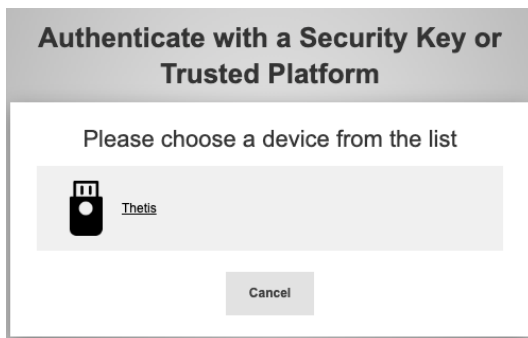 Authenticate with a Security Key or
Trusted Platform
Please choose a device from the list
Thetis
Cancel